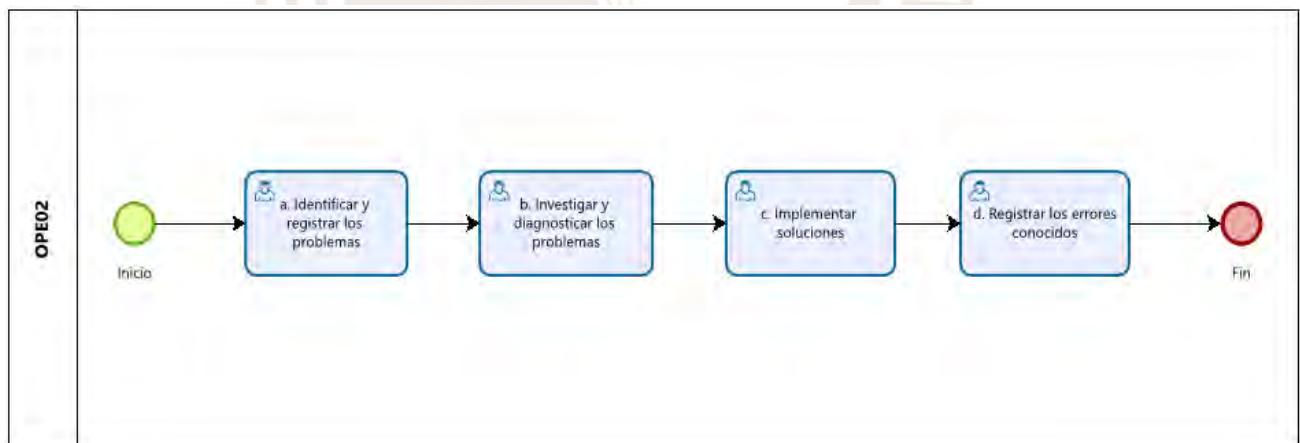 OPE02
Inicio
a. Identificar y
registrar los
problemas
b. Investigar y
diagnosticar los
problemas
c. Implementar
soluciones
d. Registrar los errores
conocidos
Fin